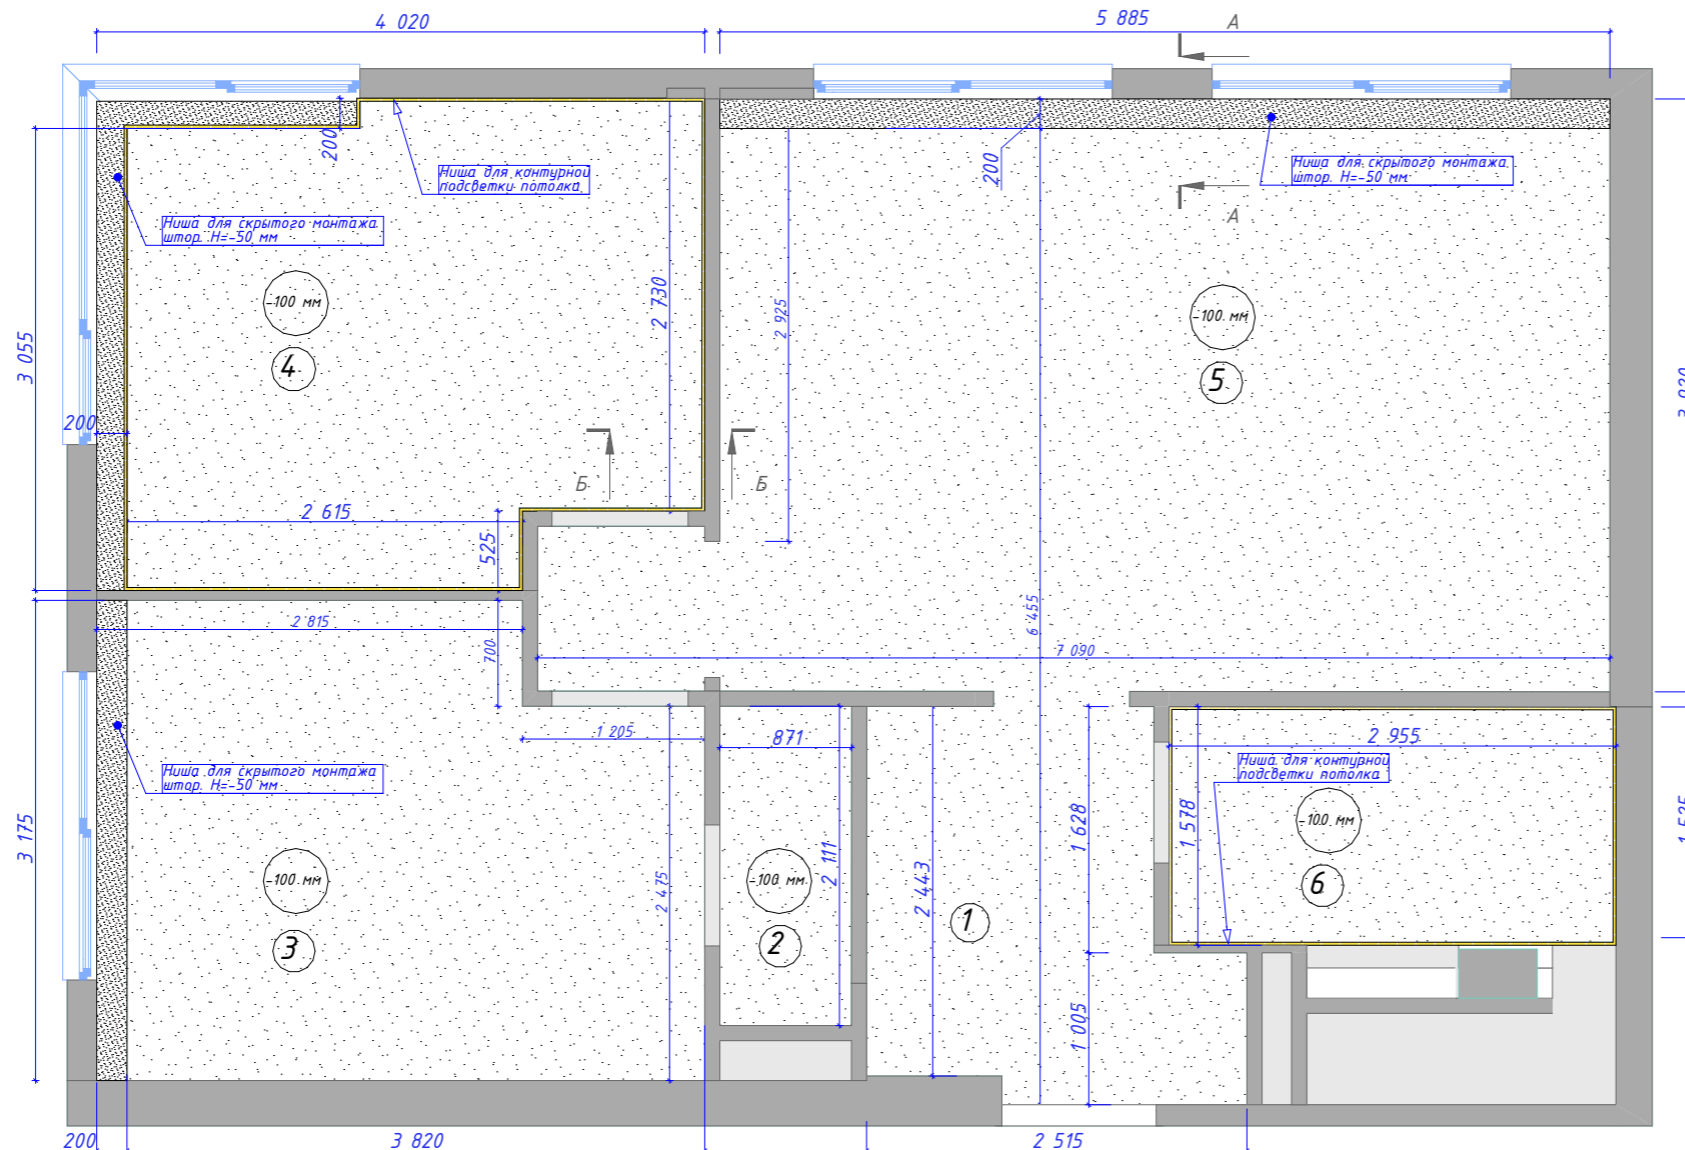 4 020
5 885
А
200
Ниша для контурной
подсветки потолка
200
Ниша для скрытого монтажа
штор. Н=-50 мм
А
Ниша для скрытого монтажа
штор. Н=-50 мм
-100 мм
2 730
2 925
-100 мм
3 055
4
5
200
Б
Б
2 615
525
2 815
700
6 455
7 090
1 205
871
2 955
Ниша для контурной
подсветки потолка
Ниша для скрытого монтажа
штор. Н=-50 мм
3 175
-100 мм
2 475
-100 мм
2 111
2 443
1 628
1 578
-100 мм
6
3
2
1
1 005
200
3 820
2 515